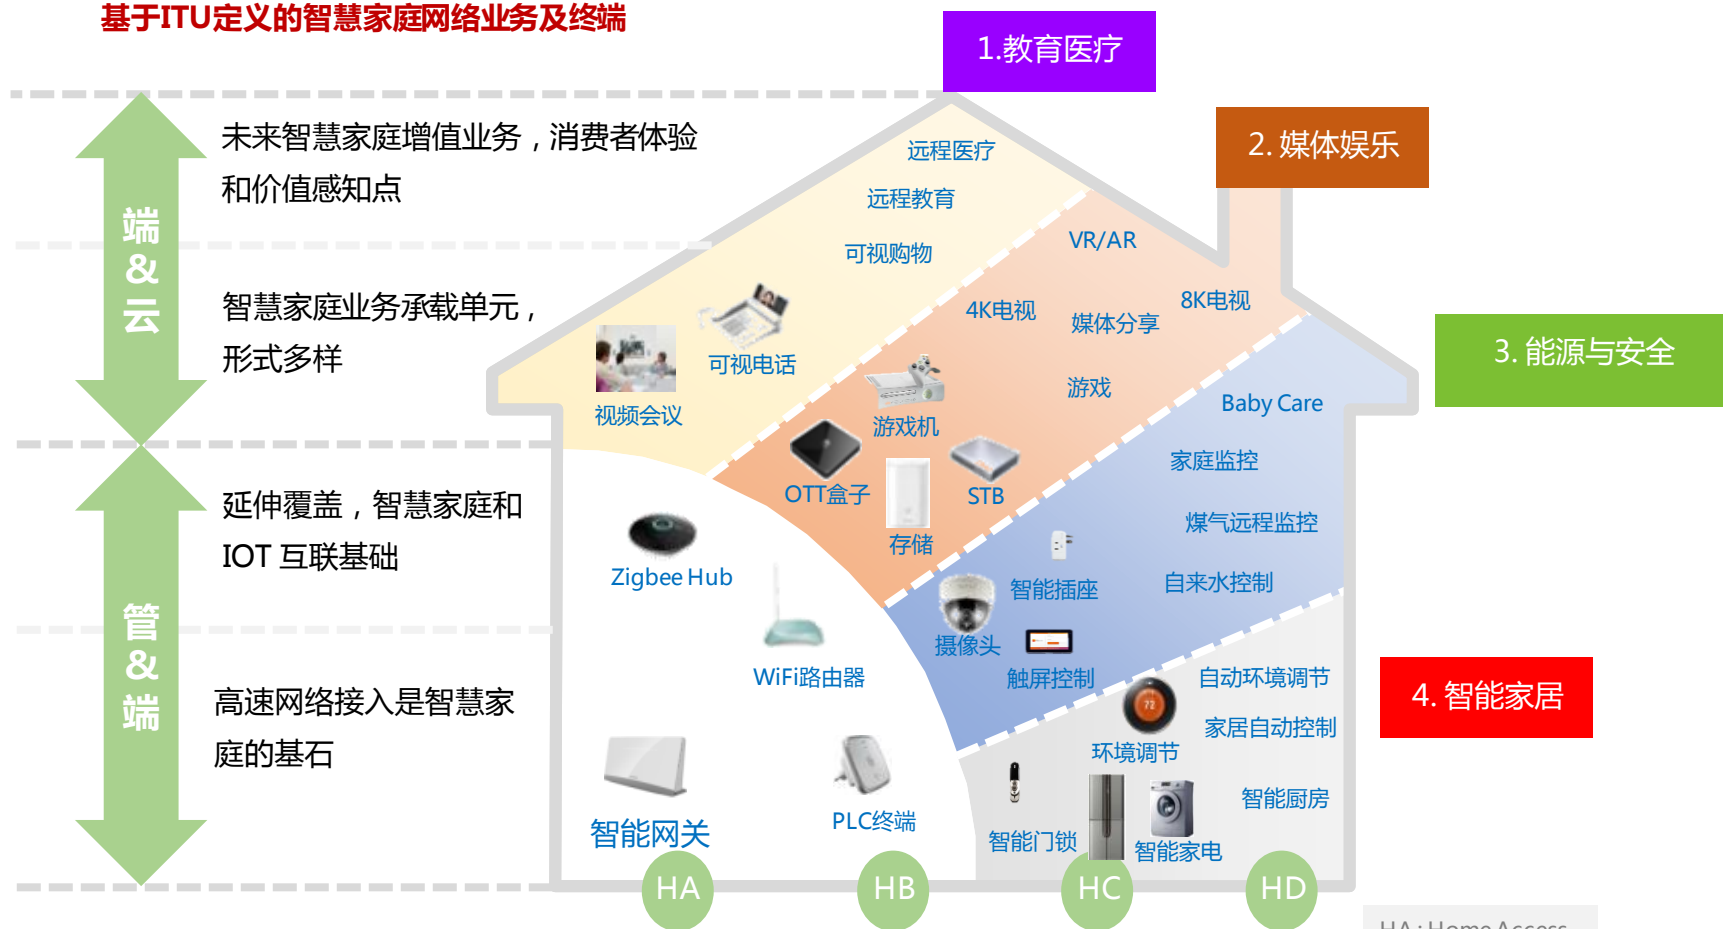 基于ITU定义的智慧家庭网络业务及终端
1.教育医疗
2. 媒体娱乐
3. 能源与安全
4. 智能家居
端
&
云
未来智慧家庭增值业务，消费者体验
和价值感知点
智慧家庭业务承载单元，
形式多样
管
&
端
延伸覆盖，智慧家庭和
IOT 互联基础
高速网络接入是智慧家
庭的基石
远程医疗
远程教育
可视购物
可视电话
视频会议
VR/AR
4K电视
8K电视
媒体分享
游戏
游戏机
OTT盒子
STB
存储
Baby Care
家庭监控
煤气远程监控
自来水控制
智能插座
摄像头
触屏控制
自动环境调节
家居自动控制
环境调节
智能厨房
智能门锁
智能家电
Zigbee Hub
WiFi路由器
智能网关
PLC终端
HA
HB
HC
HD
HA: Home Access